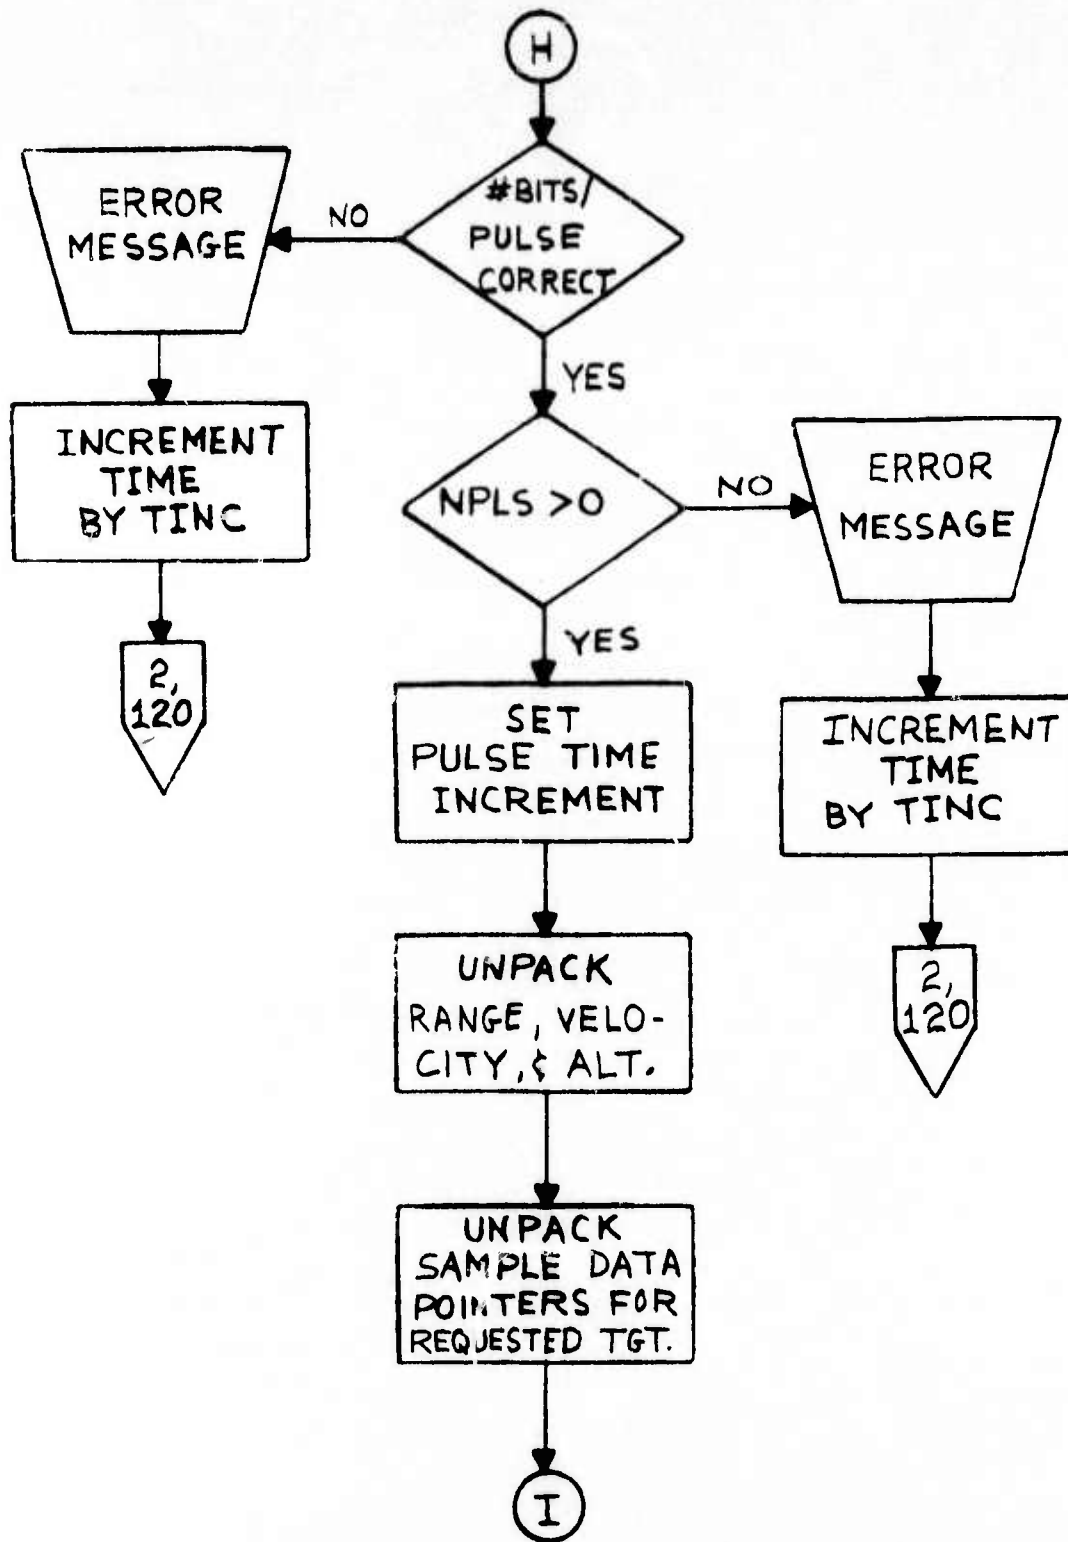 H
#BITS/
PULSE
CORRECT
NO
ERROR
MESSAGE
INCREMENT
TIME
BY TINC
2,
120
YES
NPLS >0
NO
ERROR
MESSAGE
INCREMENT
TIME
BY TINC
2,
120
YES
SET
PULSE TIME
INCREMENT
UNPACK
RANGE, VELO-
CITY, & ALT.
UNPACK
SAMPLE DATA
POINTERS FOR
REQUESTED TGT.
I